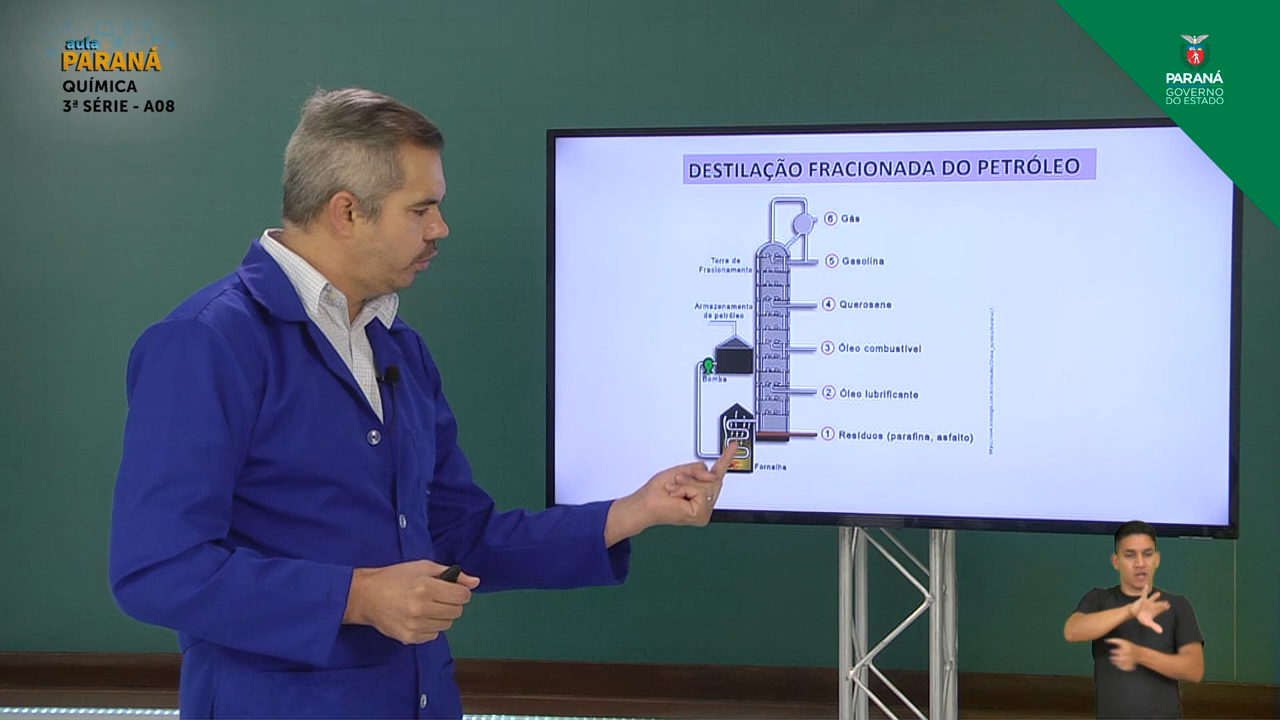 aula
PARANÁ
QUÍMICA
3ª SÉRIE - A08
PARANÁ
GOVERNO
DO ESTADO
DESTILAÇÃO FRACIONADA DO PETRÓLEO
6 Gás
Torre de
Fracionamento
5 Gasolina
Armazenamento
de petróleo
4 Querosene
3 Óleo combustível
Bomba
2 Óleo lubrificante
1 Resíduos (parafina, asfalto)
Fornalha